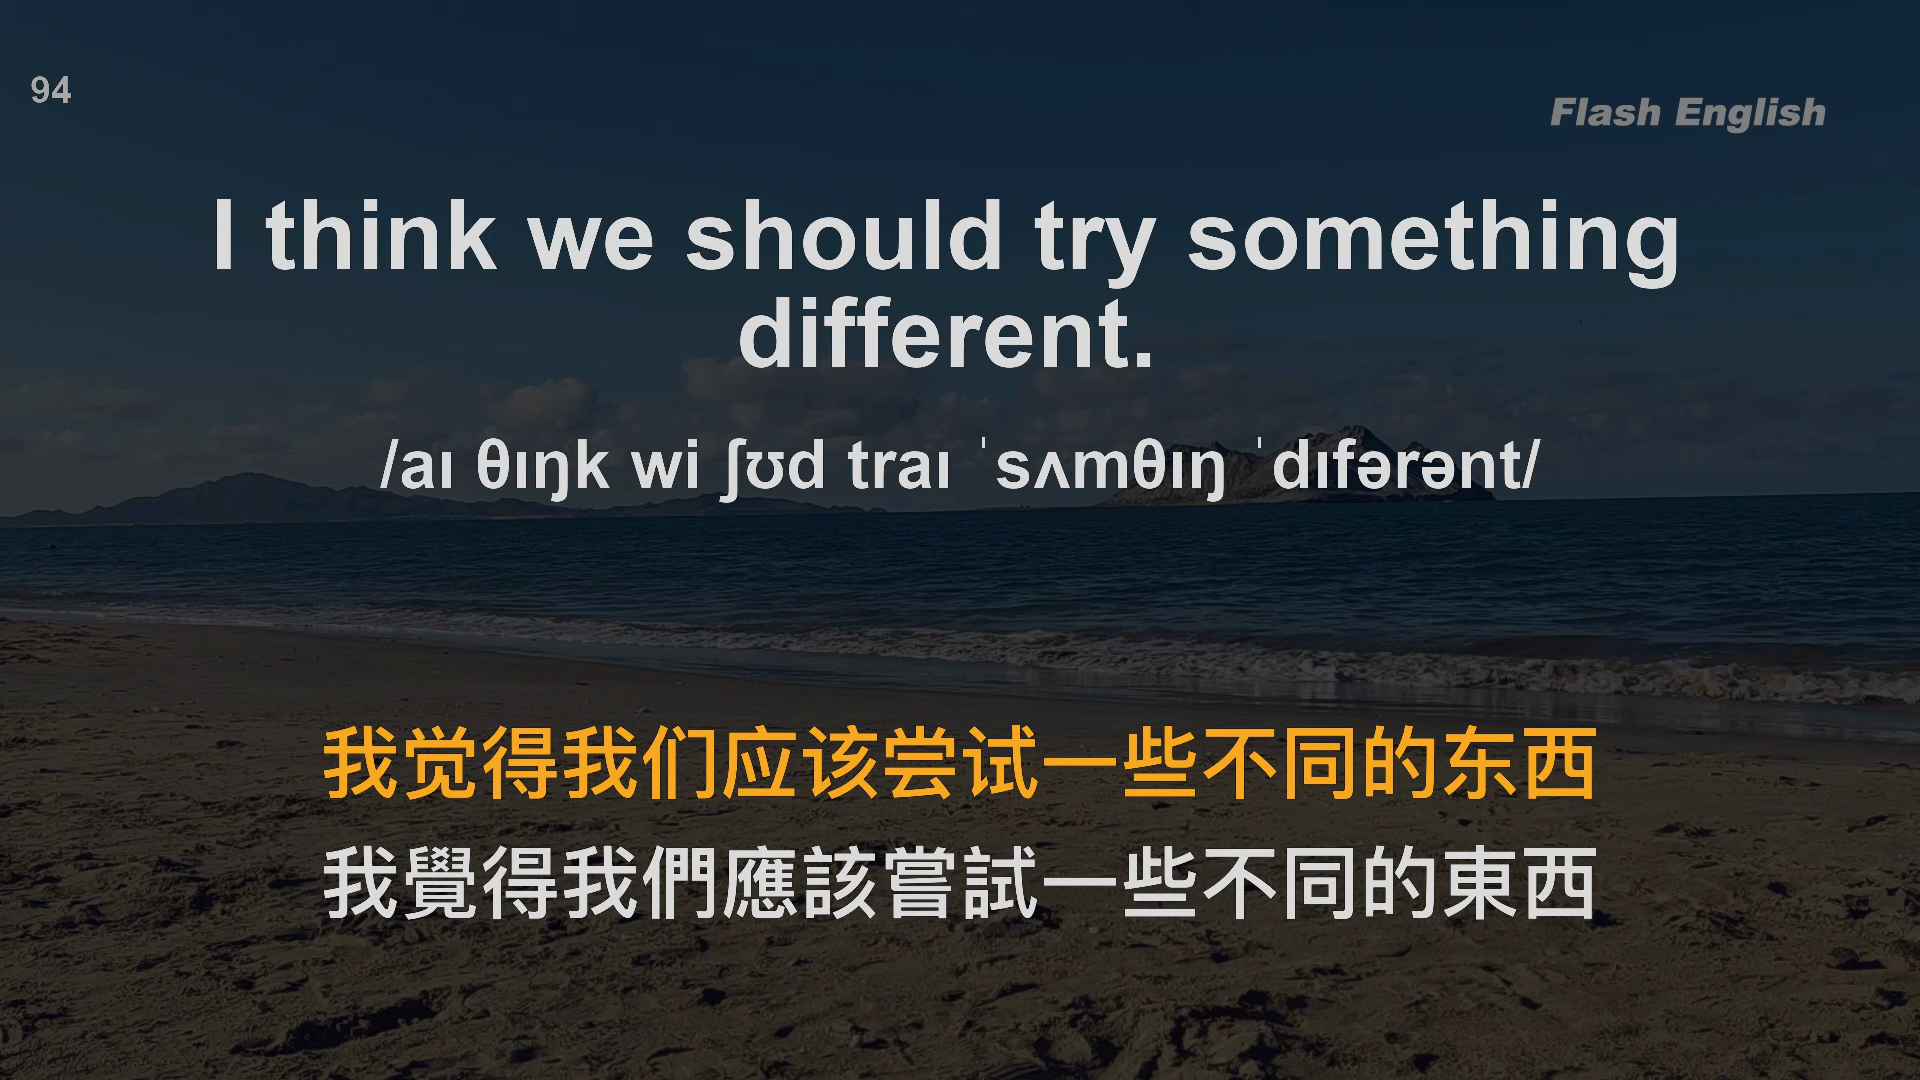 94
Flash English
I think we should try something
different.
/aɪ θɪŋk wi ʃʊd traɪ ˈsʌmθɪŋ ˈdɪfərənt/
我觉得我们应该尝试一些不同的东西
我覺得我們應該嘗試一些不同的東西